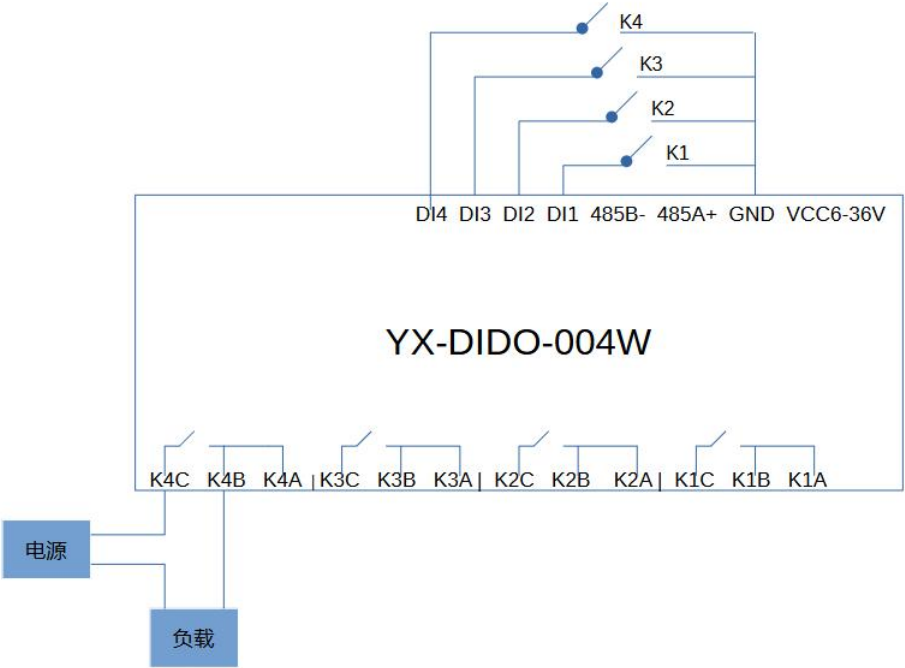 K4
K3
K2
K1
DI4 DI3 DI2 DI1 485B- 485A+ GND VCC6-36V
YX-DIDO-004W
K4C K4B K4A | K3C K3B K3A | K2C K2B K2A | K1C K1B K1A
电源
负载